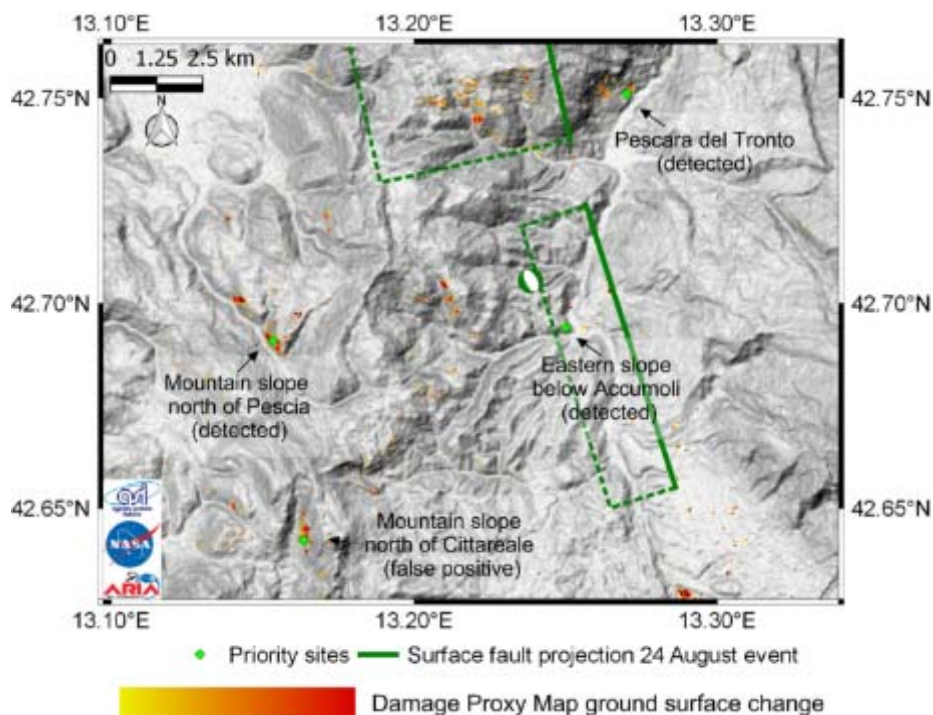 13.10°E 13.20°E 13.30°E
0 1.25 2.5 km
N
42.75°N 42.75°N
Pescara del Tronto
(detected)
42.70°N 42.70°N
Mountain slope
north of Pescia
(detected)
Eastern slope
below Accumoli
(detected)
42.65°N 42.65°N
Mountain slope
north of Cittareale
(false positive)
asi
NASA
ARIA
13.10°E 13.20°E 13.30°E
Priority sites Surface fault projection 24 August event
Damage Proxy Map ground surface change